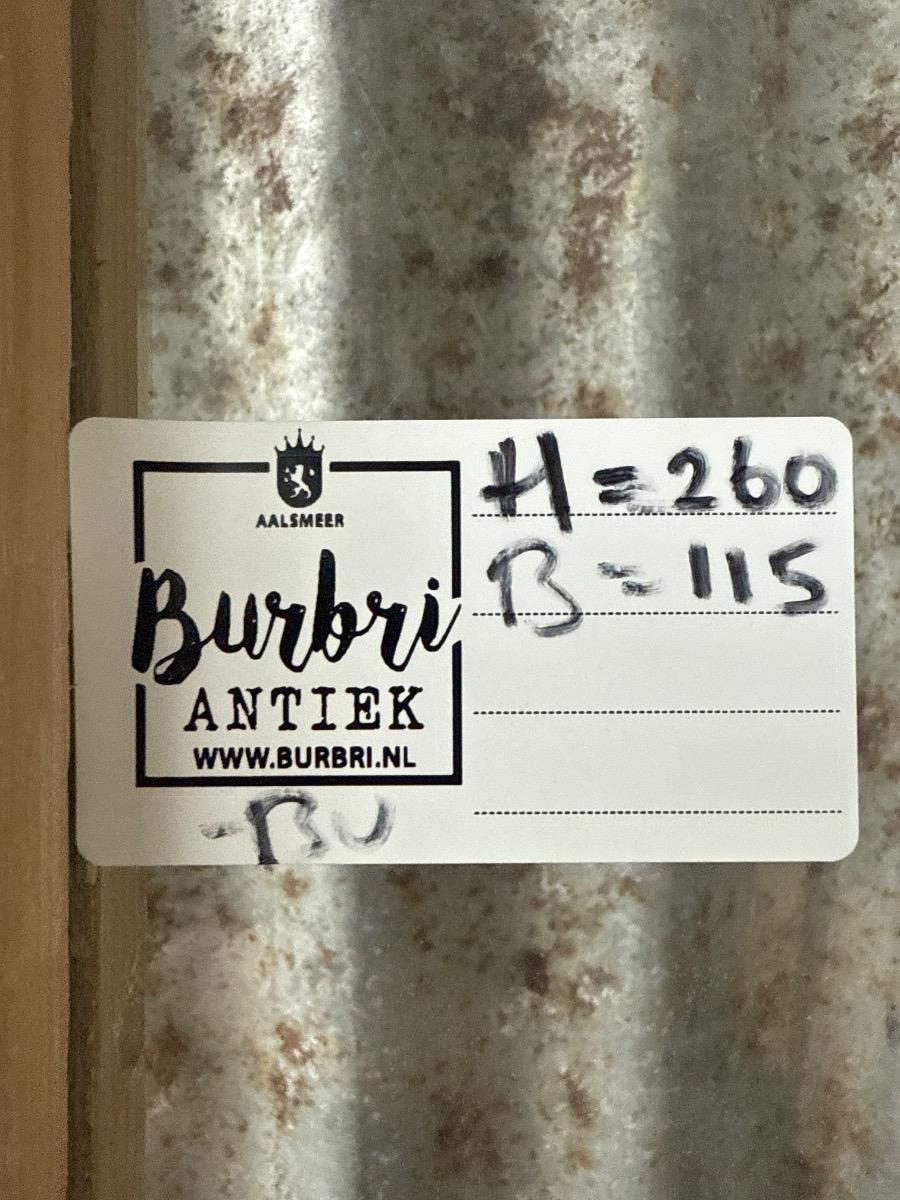 AALSMEER
Burbri
ANTIEK
WWW.BURBRI.NL
-BU
H=260
B=115